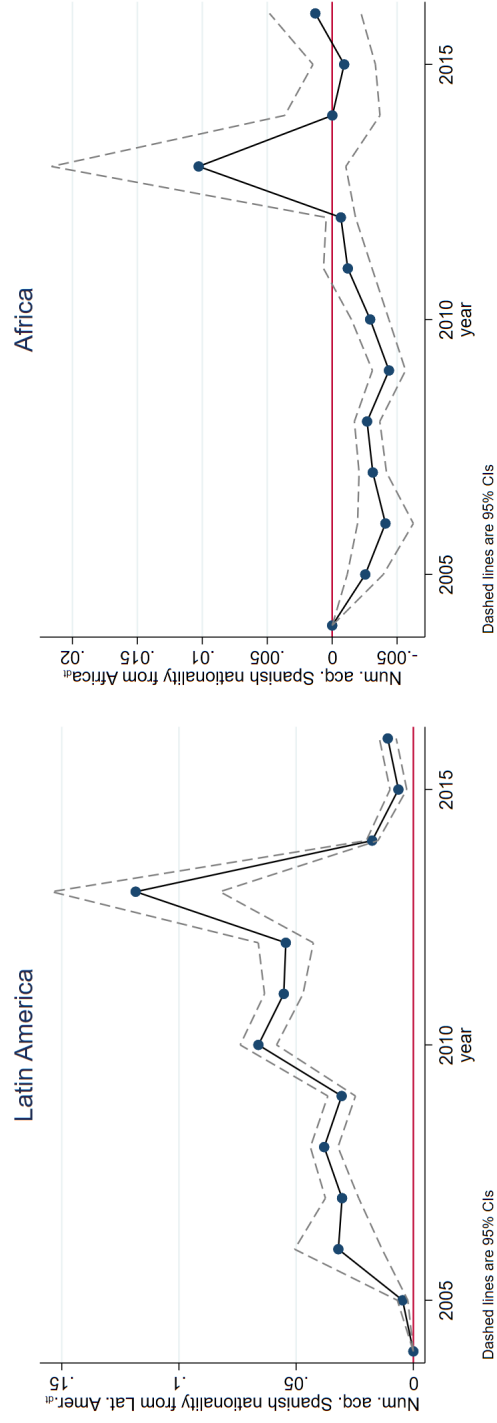 Latin America
Num. acq. Spanish nationality from Lat. Amer.dt
.15
.1
.05
0
2005
2010
2015
year
Dashed lines are 95% CIs
Africa
Num. acq. Spanish nationality from Africadt
.02
.015
.01
.005
0
-.005
2005
2010
2015
year
Dashed lines are 95% CIs